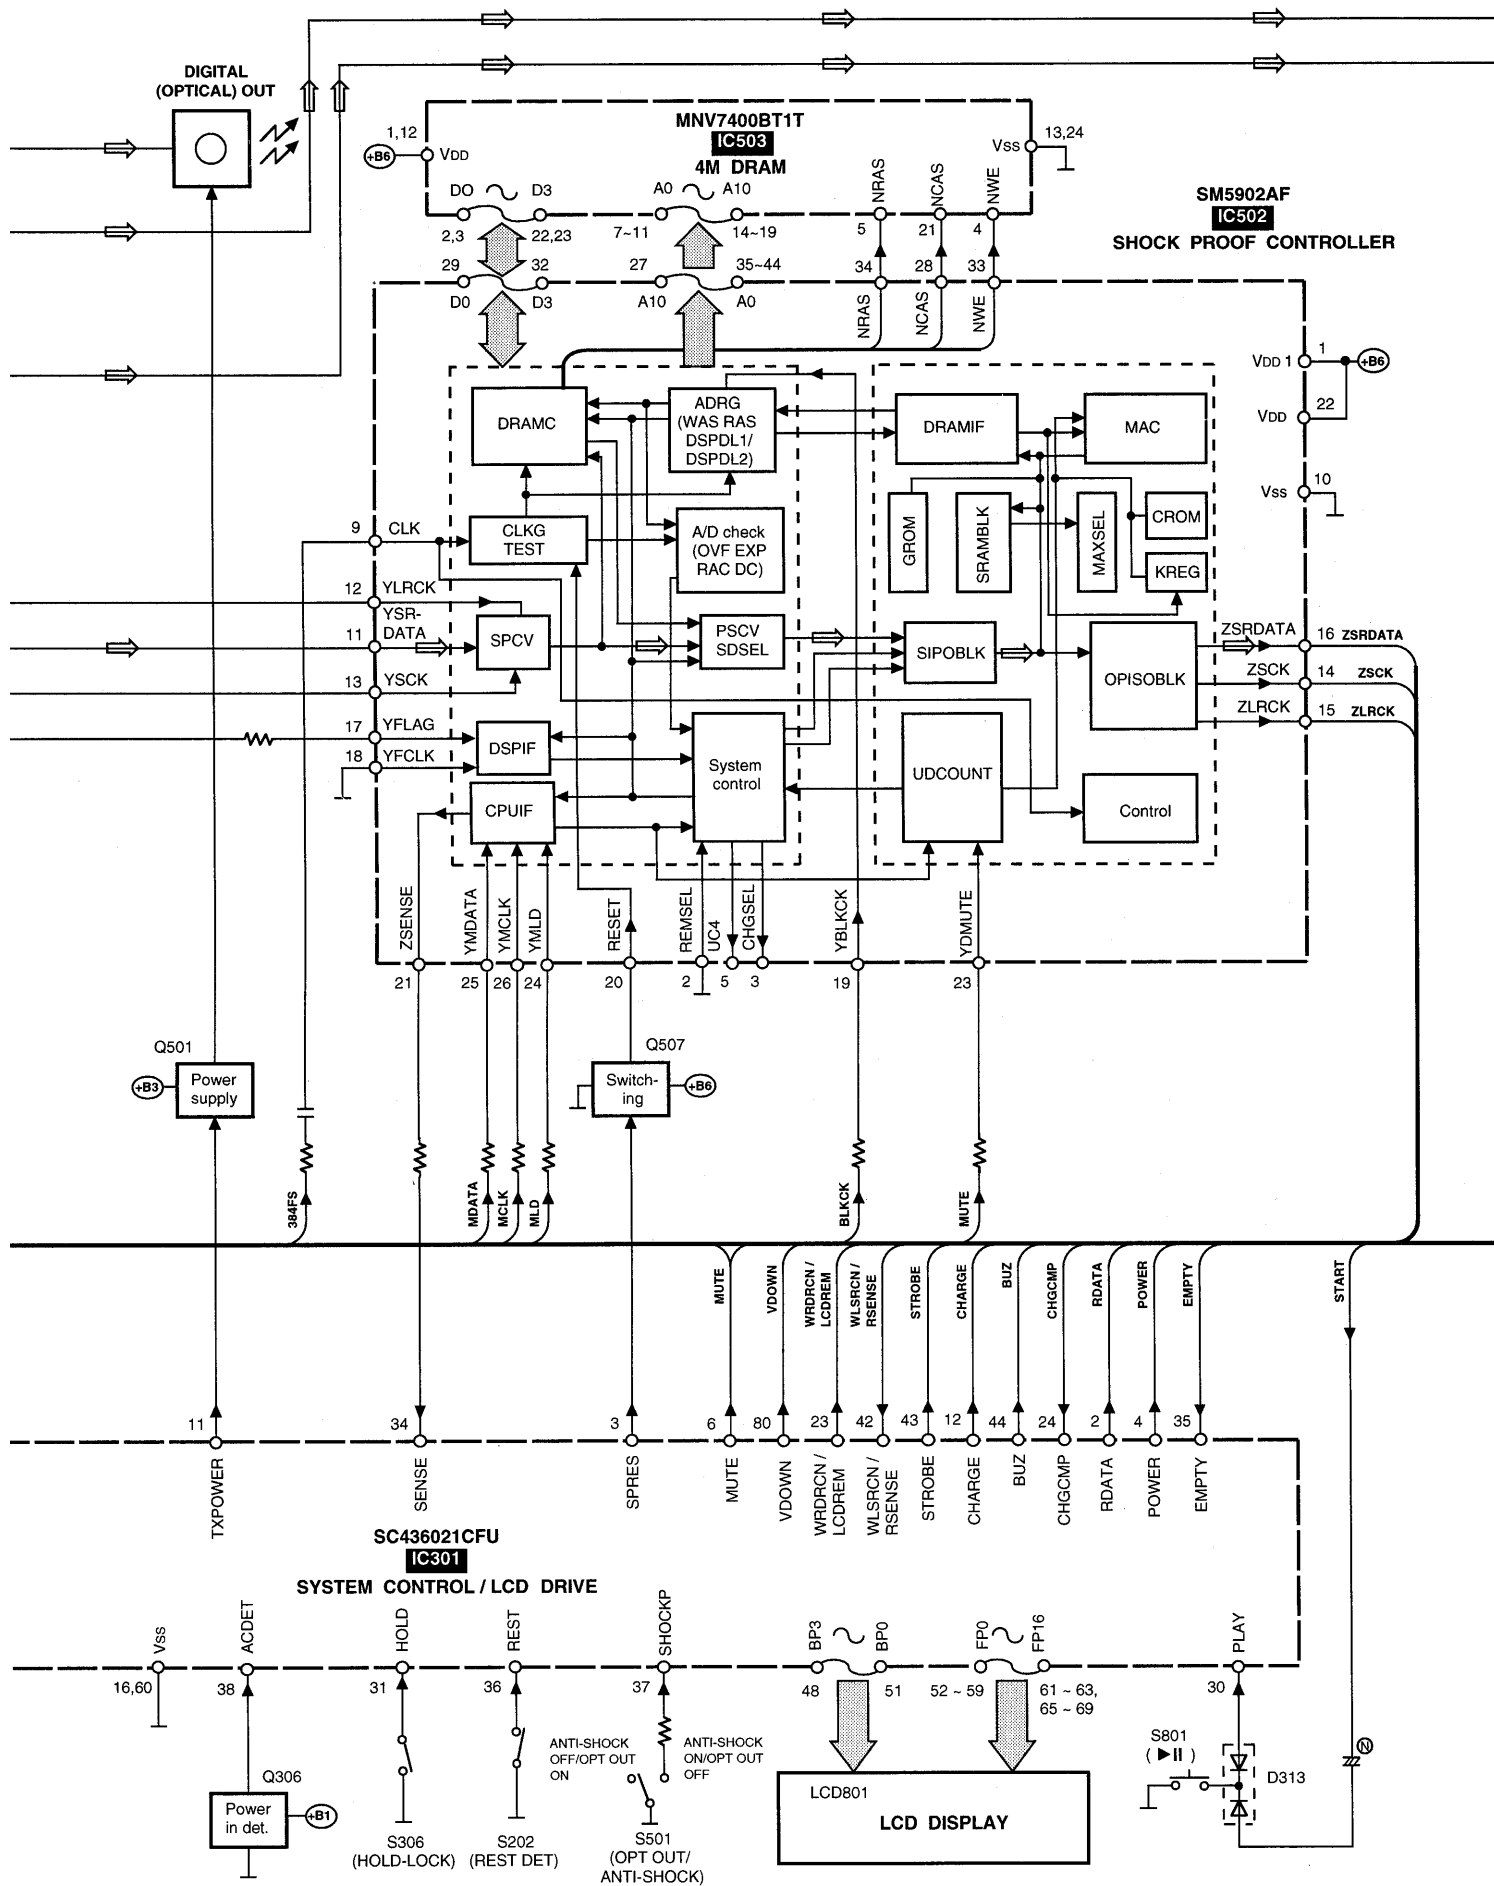 DIGITAL
(OPTICAL) OUT
MNV7400BT1T
IC503
4M DRAM
1,12
+B6
VDD
13,24
VSS
D0 D3
A0 A10
NRAS
NCAS
NWE
2,3
22,23
7~11
14~19
5
21
4
SM5902AF
IC502
SHOCK PROOF CONTROLLER
29
32
27
35~44
34
28
33
D0
D3
A10
A0
NRAS
NCAS
NWE
VDD 1
1
+B6
VDD
22
VSS
10
DRAMC
ADRG
(WAS RAS
DSPDL1/
DSPDL2)
DRAMIF
MAC
9
CLK
CLKG
TEST
A/D check
(OVF EXP
RAC DC)
GROM
SRAMBLK
MAXSEL
CROM
KREG
12
YLRCK
11
YSR-
DATA
13
YSCK
SPCV
PSCV
SDSEL
SIPOBLK
OPISOBLK
ZSRDATA
16
ZSRDATA
ZSCK
14
ZSCK
ZLRCK
15
ZLRCK
17
YFLAG
18
YFCLK
DSPIF
CPUIF
System
control
UDCOUNT
Control
ZSENSE
YMDATA
YMCLK
YMLD
RESET
REMSEL
UC4
CHGSEL
YBLKCK
YDMUTE
21
25
26
24
20
2
5
3
19
23
Q501
+B3
Power
supply
Q507
Switch-
ing
+B6
384FS
MDATA
MCLK
MLD
BLKCK
MUTE
MUTE
VDOWN
WRDRCN /
LCDREM
WLSRCN /
RSENSE
STROBE
CHARGE
BUZ
CHGCMP
RDATA
POWER
EMPTY
START
11
34
3
6
80
23
42
43
12
44
24
2
4
35
TXPOWER
SENSE
SPRES
MUTE
VDOWN
WRDRCN /
LCDREM
WLSRCN /
RSENSE
STROBE
CHARGE
BUZ
CHGCMP
RDATA
POWER
EMPTY
SC436021CFU
IC301
SYSTEM CONTROL / LCD DRIVE
VSS
ACDET
HOLD
REST
SHOCKP
BP3
BP0
FP0
FP16
PLAY
16,60
38
31
36
37
48
51
52 ~ 59
61 ~ 63,
65 ~ 69
30
ANTI-SHOCK
OFF/OPT OUT
ON
ANTI-SHOCK
ON/OPT OUT
OFF
S801
( ►II )
N
D313
Q306
Power
in det.
+B1
S306
(HOLD-LOCK)
S202
(REST DET)
S501
(OPT OUT/
ANTI-SHOCK)
LCD801
LCD DISPLAY